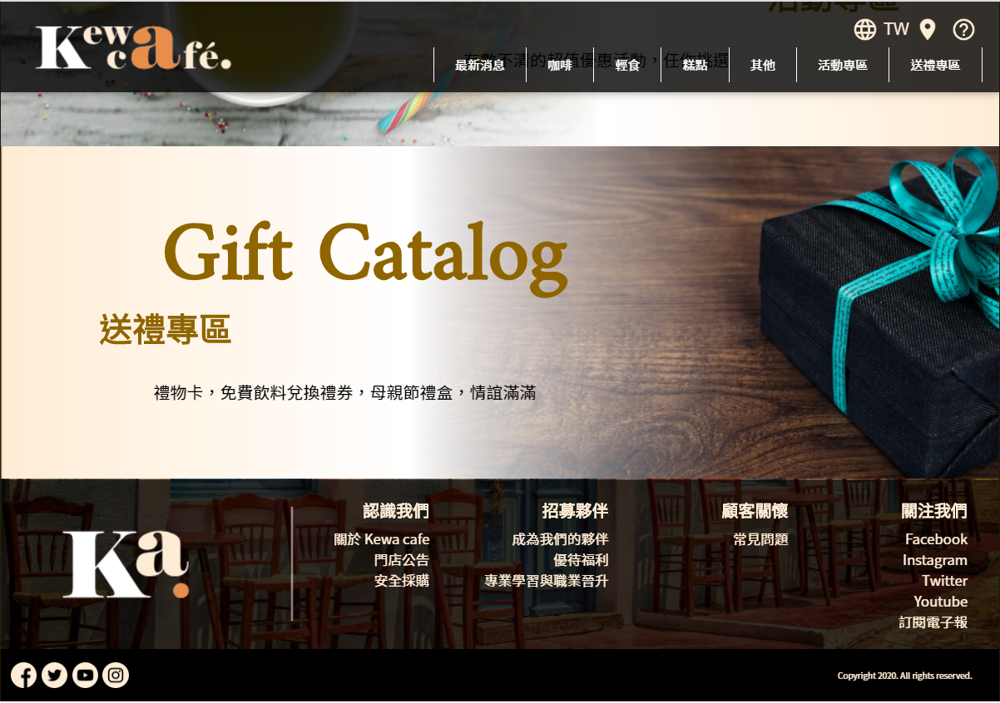 Kewa café.
活動專區
TW
有數不清的超值優惠活動，任你挑選
最新消息 咖啡 輕食 糕點 其他 活動專區 送禮專區
Gift Catalog
送禮專區
禮物卡，免費飲料兌換禮券，母親節禮盒，情誼滿滿
Ka.
認識我們
關於 Kewa cafe
門店公告
安全採購
招募夥伴
成為我們的夥伴
優待福利
專業學習與職業晉升
顧客關懷
常見問題
關注我們
Facebook
Instagram
Twitter
Youtube
訂閱電子報
Copyright 2020. All rights reserved.